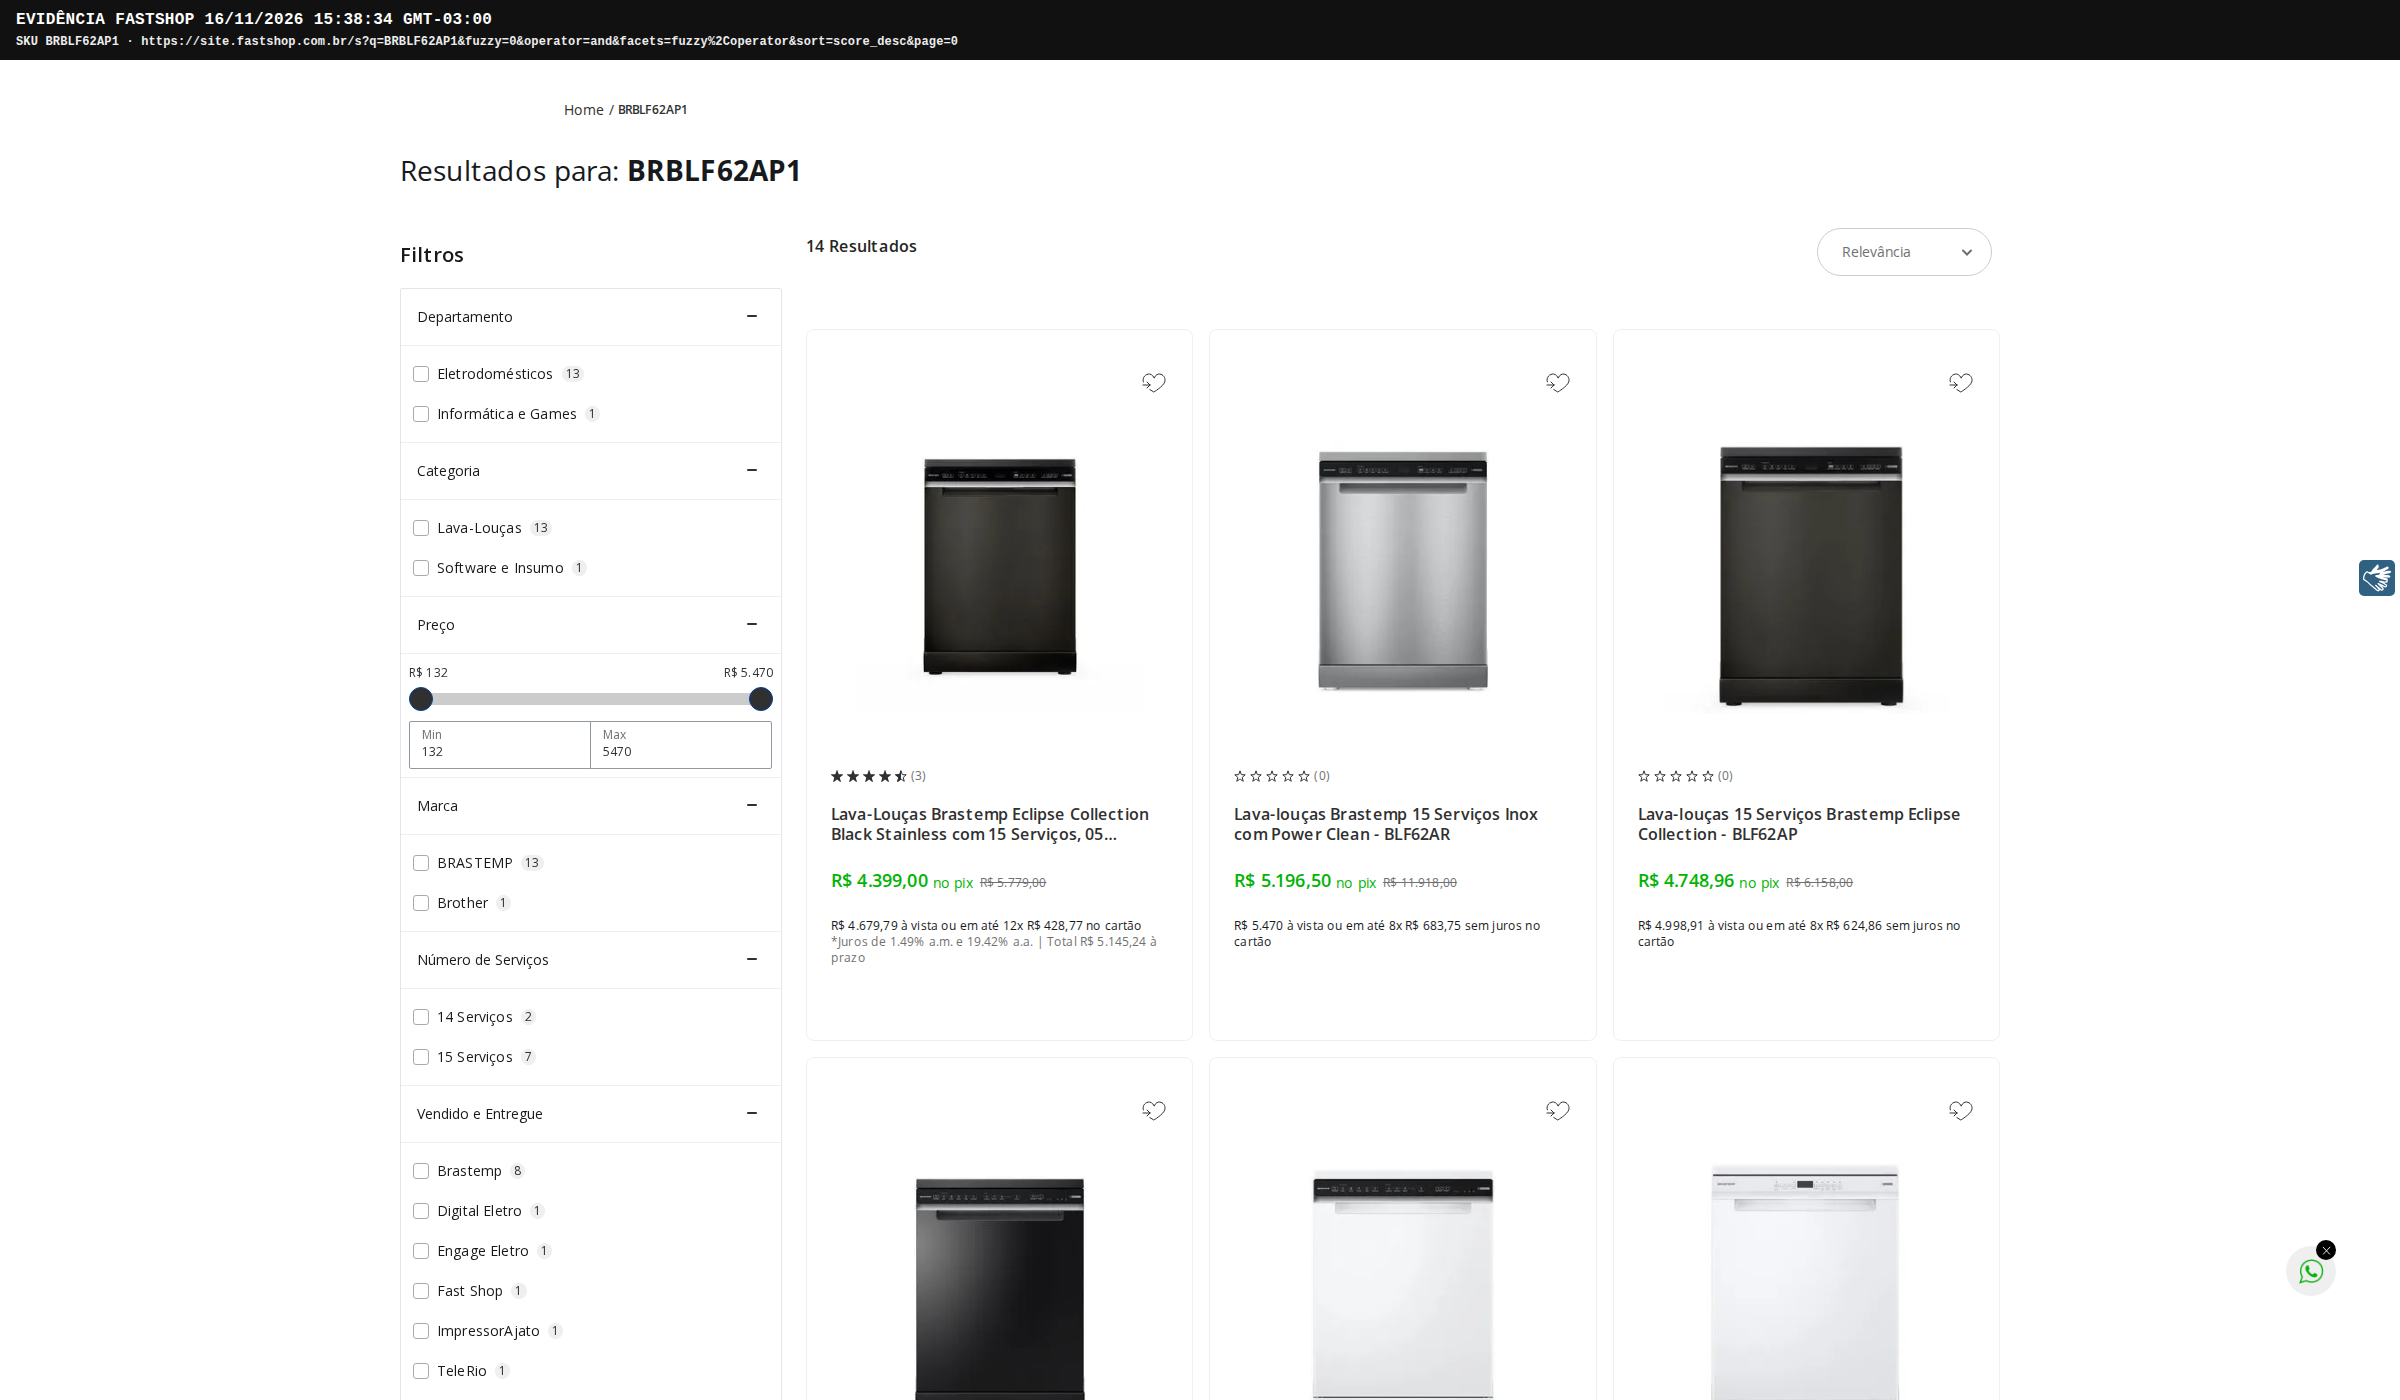 EVIDÊNCIA FASTSHOP 16/11/2026 15:38:34 GMT-03:00
SKU BRBLF62AP1 · https://site.fastshop.com.br/s?q=BRBLF62AP1&fuzzy=0&operator=and&facets=fuzzy%2Coperator&sort=score_desc&page=0
Home / BRBLF62AP1
Resultados para: BRBLF62AP1
Filtros
14 Resultados
Relevância
Departamento
Eletrodomésticos 13
Informática e Games 1
Categoria
Lava-Louças 13
Software e Insumo 1
Preço
R$ 132 R$ 5.470
Min
132
Max
5470
Marca
BRASTEMP 13
Brother 1
Número de Serviços
14 Serviços 2
15 Serviços 7
Vendido e Entregue
Brastemp 8
Digital Eletro 1
Engage Eletro 1
Fast Shop 1
ImpressorAjato 1
TeleRio 1
(3)
Lava-Louças Brastemp Eclipse Collection
Black Stainless com 15 Serviços, 05...
R$ 4.399,00 no pix R$ 5.779,00
R$ 4.679,79 à vista ou em até 12x R$ 428,77 no cartão
*Juros de 1.49% a.m. e 19.42% a.a. | Total R$ 5.145,24 à
prazo
(0)
Lava-louças Brastemp 15 Serviços Inox
com Power Clean - BLF62AR
R$ 5.196,50 no pix R$ 11.918,00
R$ 5.470 à vista ou em até 8x R$ 683,75 sem juros no
cartão
(0)
Lava-louças 15 Serviços Brastemp Eclipse
Collection - BLF62AP
R$ 4.748,96 no pix R$ 6.158,00
R$ 4.998,91 à vista ou em até 8x R$ 624,86 sem juros no
cartão